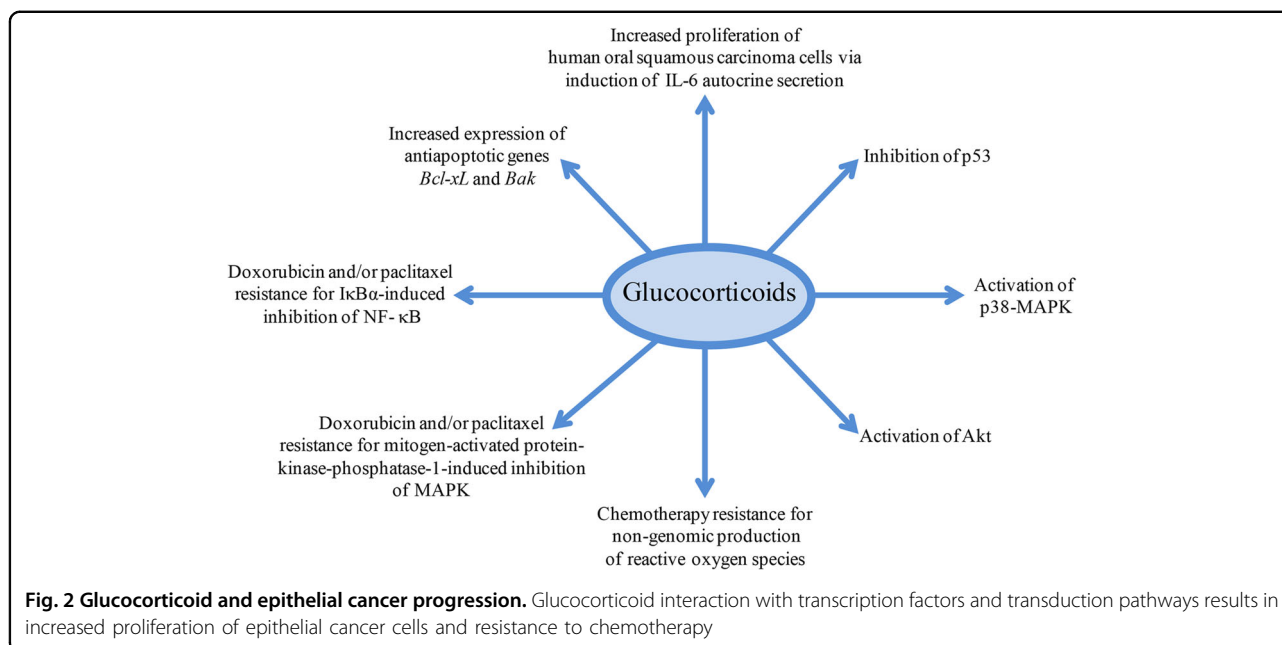 Increased proliferation of
human oral squamous carcinoma cells via
induction of IL-6 autocrine secretion
Increased expression of
antiapoptotic genes
Bcl-xL and Bak
Inhibition of p53
Doxorubicin and/or paclitaxel
resistance for IκBα-induced
inhibition of NF- κB
Glucocorticoids
Activation of
p38-MAPK
Doxorubicin and/or paclitaxel
resistance for mitogen-activated protein-
kinase-phosphatase-1-induced inhibition
of MAPK
Activation of Akt
Chemotherapy resistance for
non-genomic production
of reactive oxygen species
Fig. 2 Glucocorticoid and epithelial cancer progression. Glucocorticoid interaction with transcription factors and transduction pathways results in
increased proliferation of epithelial cancer cells and resistance to chemotherapy